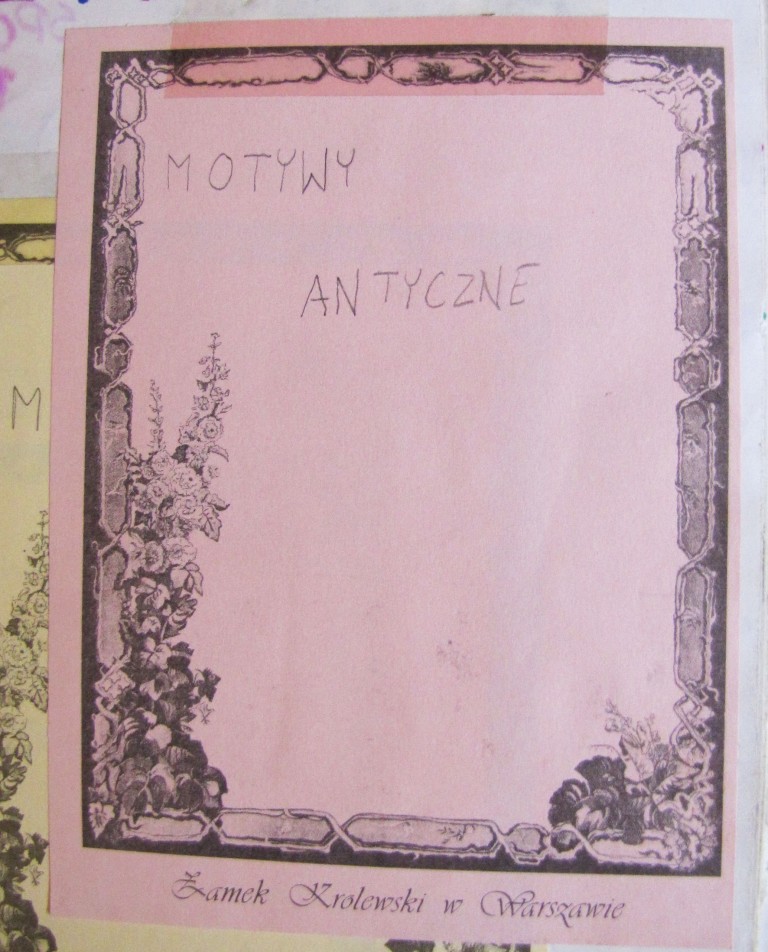 MOTYWY
ANTYCZNE
M
Zamek Krolewski w Warszawie